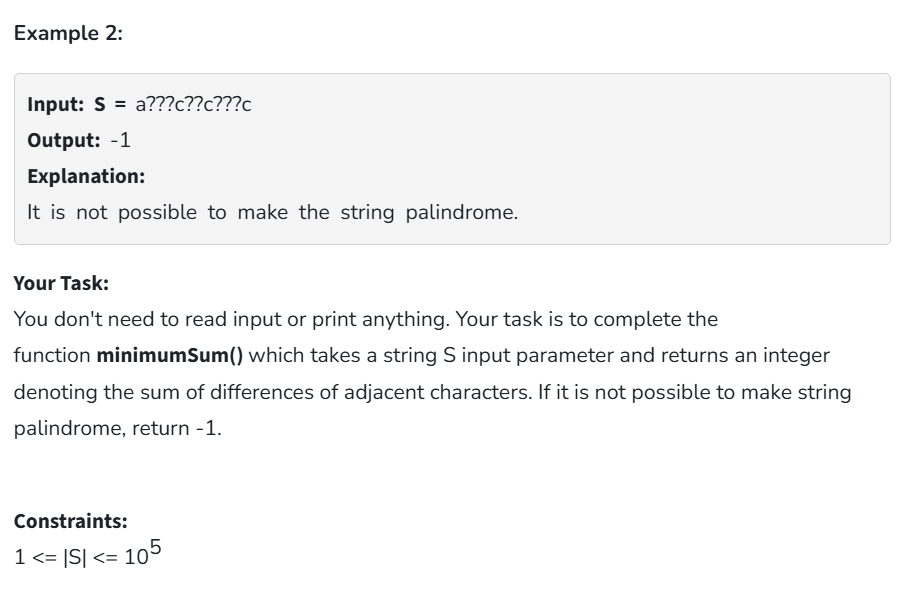 Example 2:
Input: S = a???c??c???c
Output: -1
Explanation:
It is not possible to make the string palindrome.
Your Task:
You don't need to read input or print anything. Your task is to complete the
function minimumSum() which takes a string S input parameter and returns an integer
denoting the sum of differences of adjacent characters. If it is not possible to make string
palindrome, return -1.
Constraints:
1 <= |S| <= 10^5